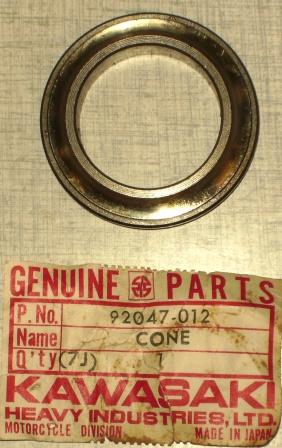 GENUINE PARTS
P. No. 92047-012
Name CONE
Q'ty (7J) 1
KAWASAKI
HEAVY INDUSTRIES, LTD.
MOTORCYCLE DIVISION MADE IN JAPAN